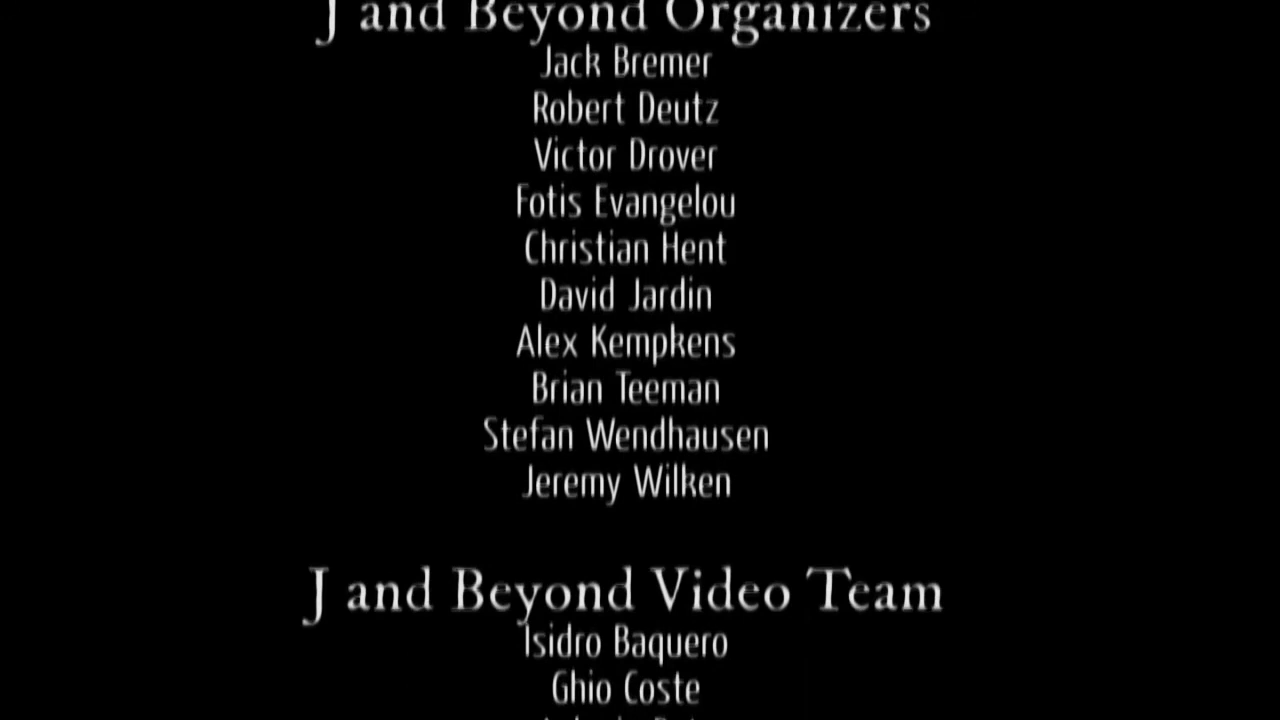 J and Beyond Organizers
Jack Bremer
Robert Deutz
Victor Drover
Fotis Evangelou
Christian Hent
David Jardin
Alex Kempkens
Brian Teeman
Stefan Wendhausen
Jeremy Wilken
J and Beyond Video Team
Isidro Baquero
Ghio Coste